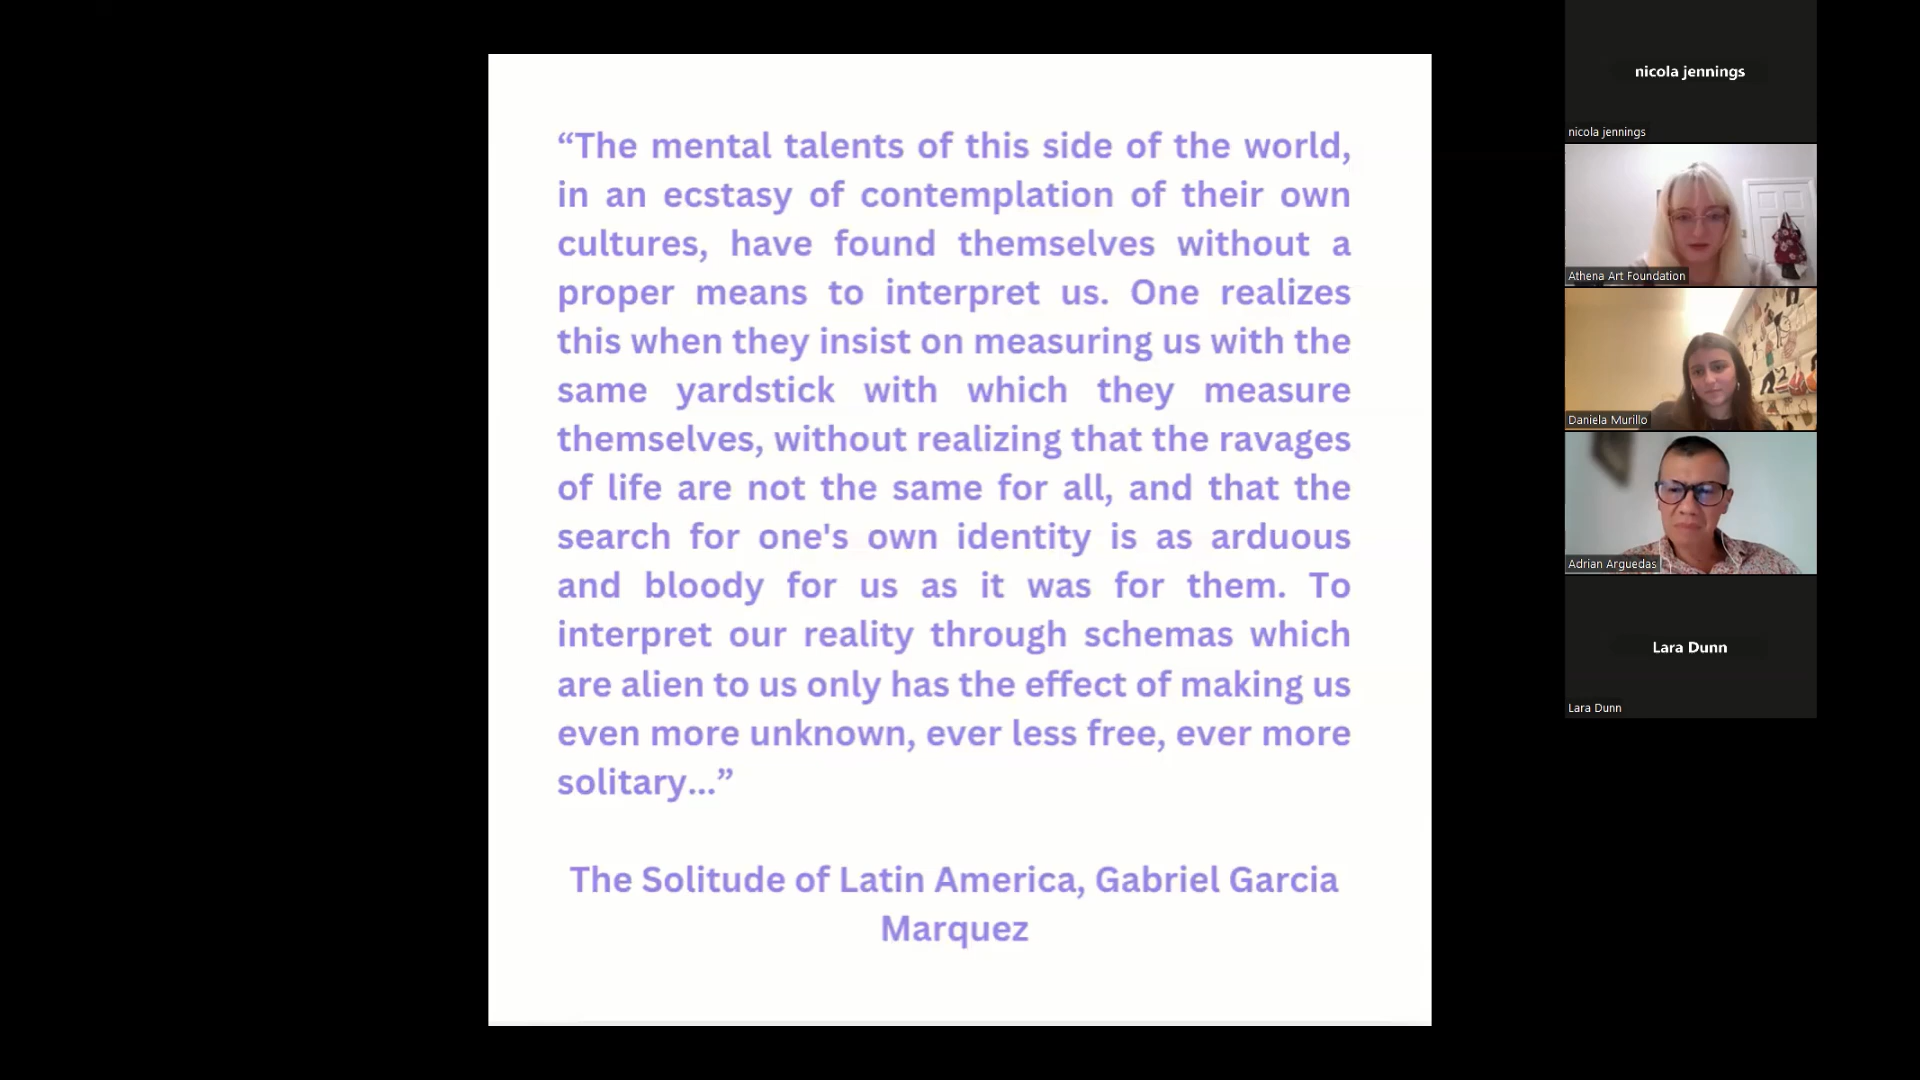 “The mental talents of this side of the world,
in an ecstasy of contemplation of their own
cultures, have found themselves without a
proper means to interpret us. One realizes
this when they insist on measuring us with the
same yardstick with which they measure
themselves, without realizing that the ravages
of life are not the same for all, and that the
search for one's own identity is as arduous
and bloody for us as it was for them. To
interpret our reality through schemas which
are alien to us only has the effect of making us
even more unknown, ever less free, ever more
solitary...”
The Solitude of Latin America, Gabriel Garcia
Marquez
nicola jennings
nicola jennings
Athena Art Foundation
Daniela Murillo
Adrian Arguedas
Lara Dunn
Lara Dunn